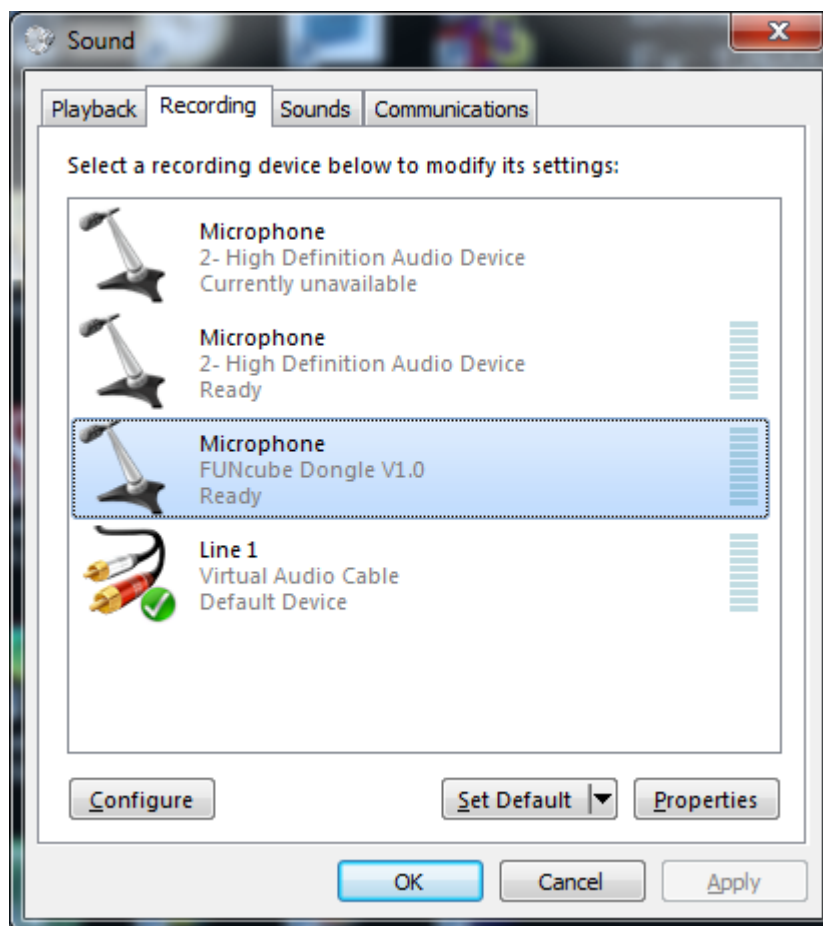 Sound
Playback Recording Sounds Communications
Select a recording device below to modify its settings:
Microphone
2- High Definition Audio Device
Currently unavailable
Microphone
2- High Definition Audio Device
Ready
Microphone
FUNcube Dongle V1.0
Ready
Line 1
Virtual Audio Cable
Default Device
Configure Set Default Properties
OK Cancel Apply